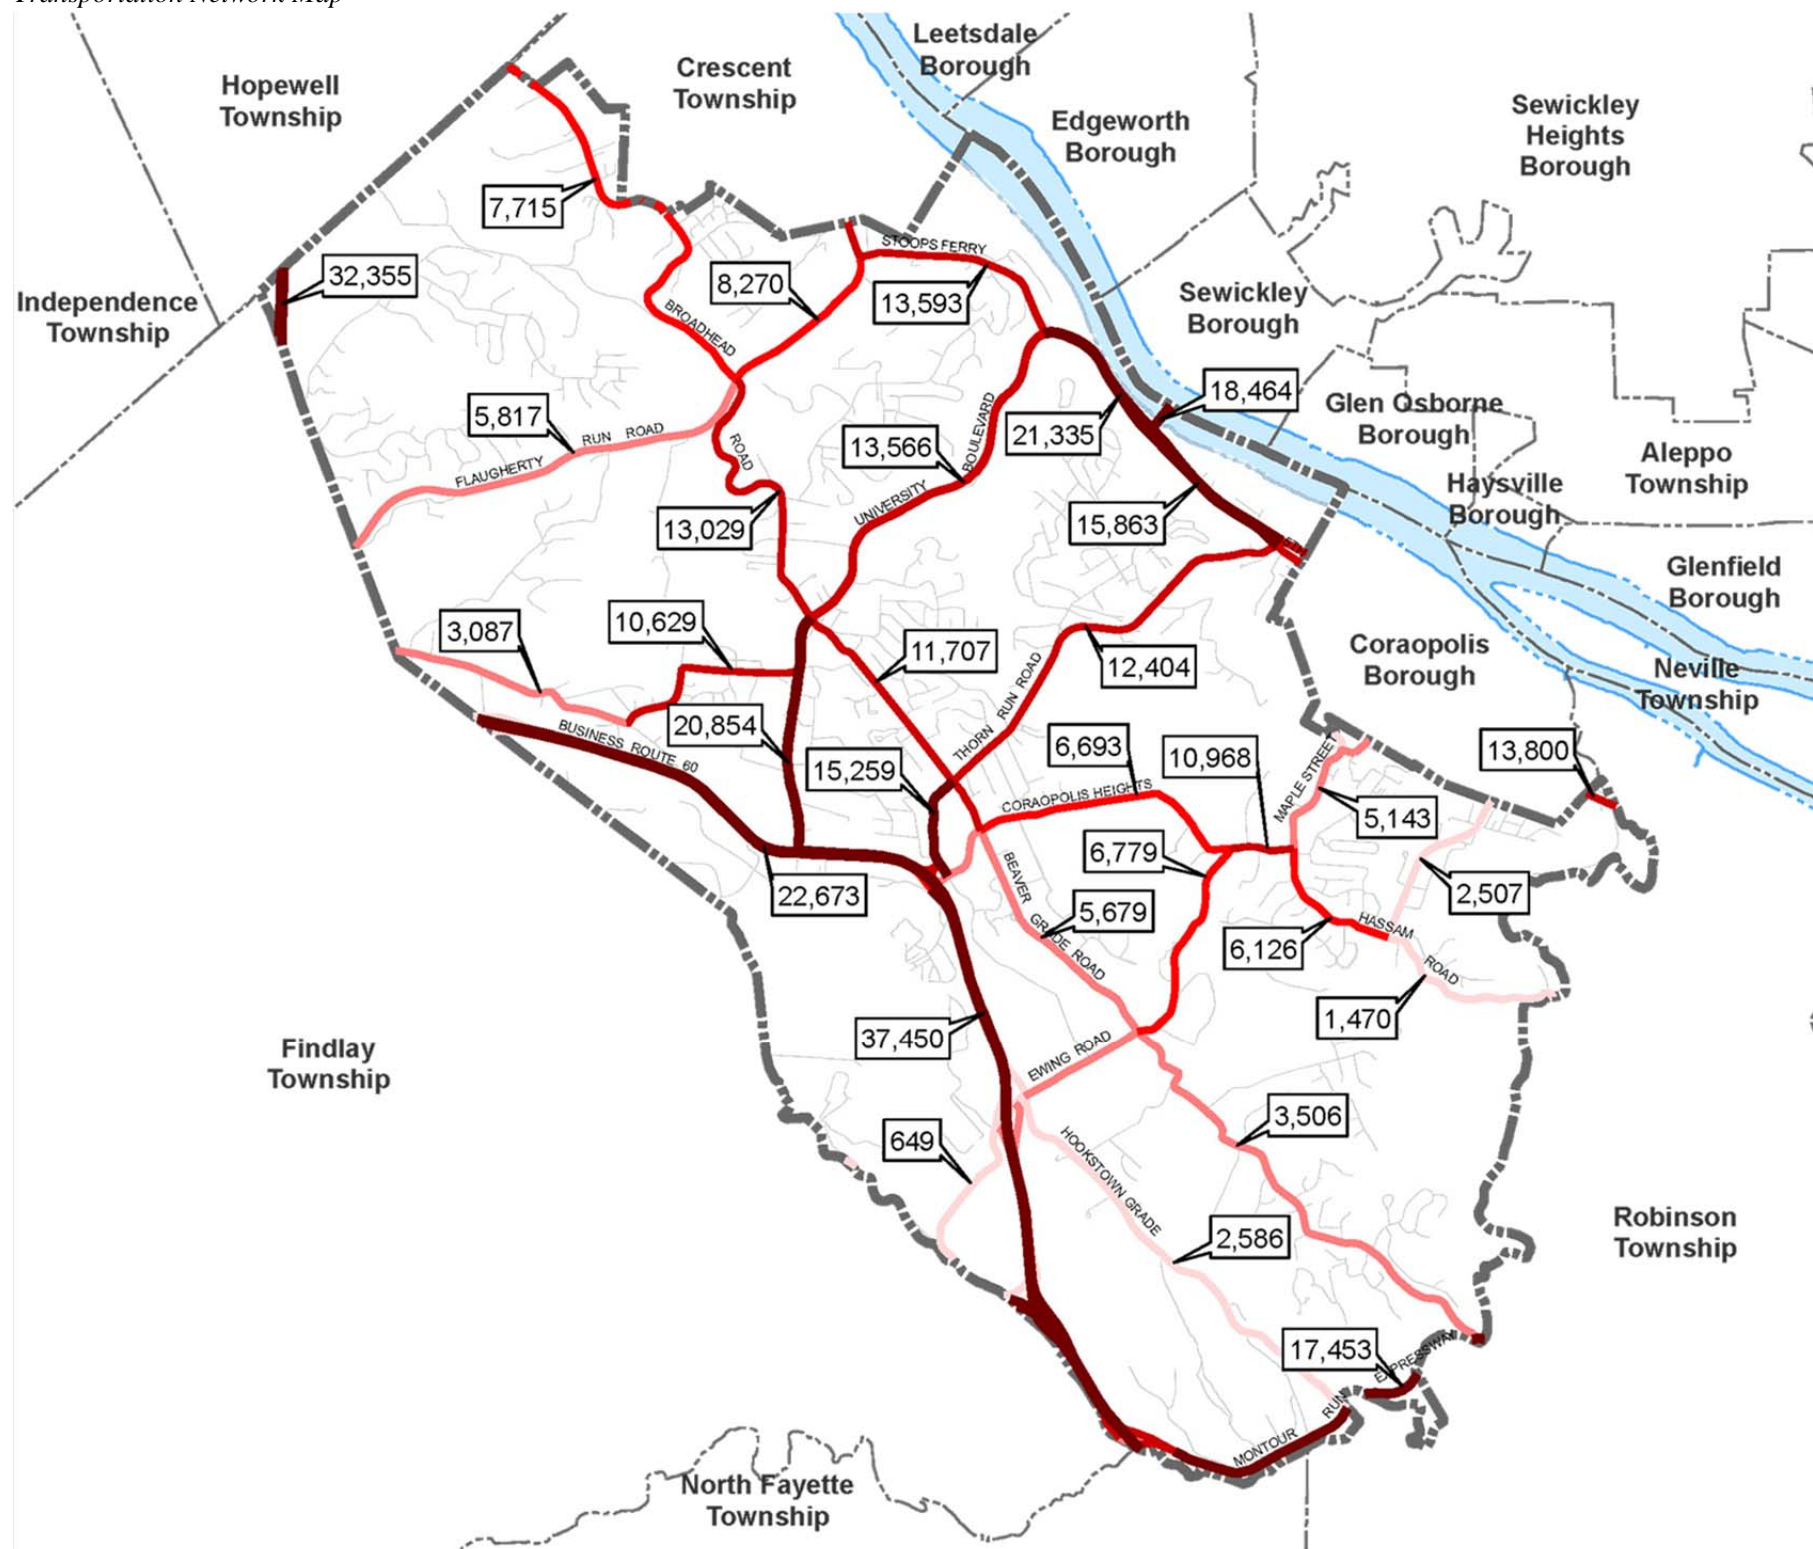 Transportation Network Map
Leetsdale
Borough
Hopewell
Township
Crescent
Township
Edgeworth
Borough
Sewickley
Heights
Borough
7,715
STOOPS FERRY
32,355
8,270
13,593
Independence
Township
Sewickley
Borough
BROADHEAD
18,464
5,817
RUN ROAD
FLAUGHERTY
ROAD
13,566
BOULEVARD
UNIVERSITY
21,335
Glen Osborne
Borough
Aleppo
Township
Haysville
Borough
13,029
15,863
5TH
Glenfield
Borough
3,087
10,629
11,707
12,404
Coraopolis
Borough
Neville
Township
BUSINESS ROUTE 60
20,854
15,259
THORN RUN ROAD
6,693
10,968
MAPLE STREET
13,800
CORAOPOLIS HEIGHTS
5,143
6,779
22,673
BEAVER GRADE ROAD
5,679
2,507
HASSAM
ROAD
6,126
1,470
37,450
Findlay
Township
EWING ROAD
3,506
649
HOOKSTOWN GRADE
2,586
Robinson
Township
17,453
EXPRESSWAY
RUN
MONTOUR
North Fayette
Township